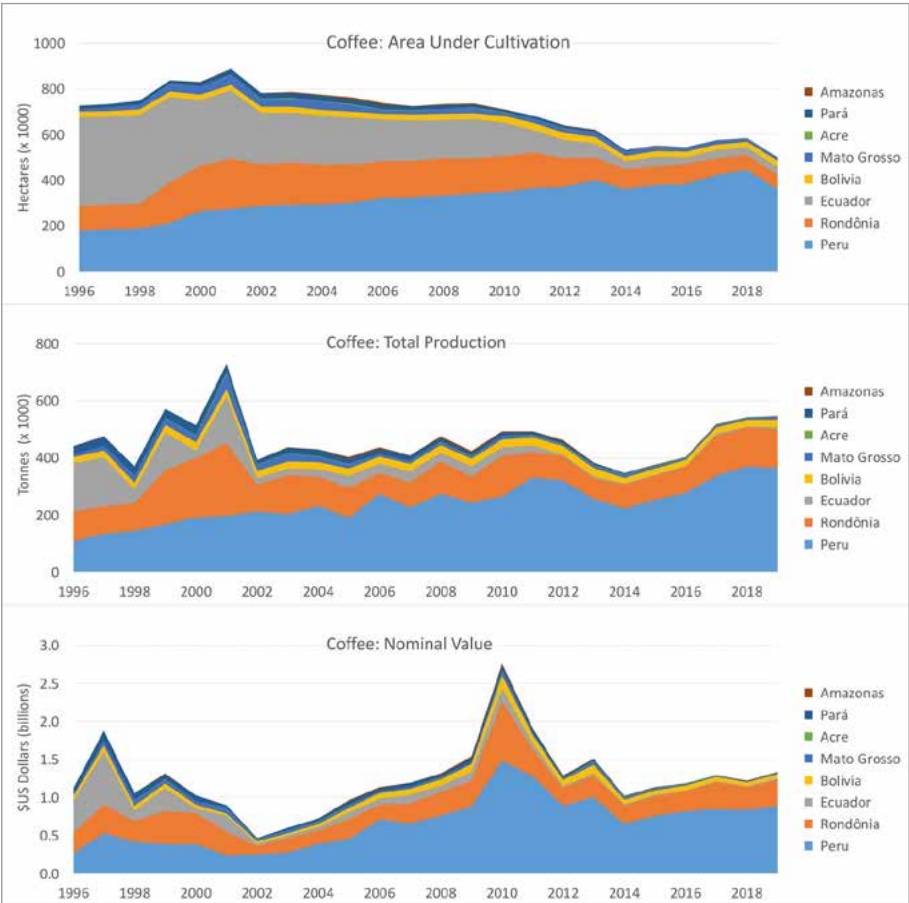 Coffee: Area Under Cultivation
Hectares (x 1000)
1000
800
600
400
200
0
1996 1998 2000 2002 2004 2006 2008 2010 2012 2014 2016 2018
Amazonas
Pará
Acre
Mato Grosso
Bolivia
Ecuador
Rondônia
Peru
Coffee: Total Production
Tonnes (x 1000)
800
600
400
200
0
1996 1998 2000 2002 2004 2006 2008 2010 2012 2014 2016 2018
Amazonas
Pará
Acre
Mato Grosso
Bolivia
Ecuador
Rondônia
Peru
Coffee: Nominal Value
$US Dollars (billions)
3.0
2.5
2.0
1.5
1.0
0.5
0.0
1996 1998 2000 2002 2004 2006 2008 2010 2012 2014 2016 2018
Amazonas
Pará
Acre
Mato Grosso
Bolivia
Ecuador
Rondônia
Peru